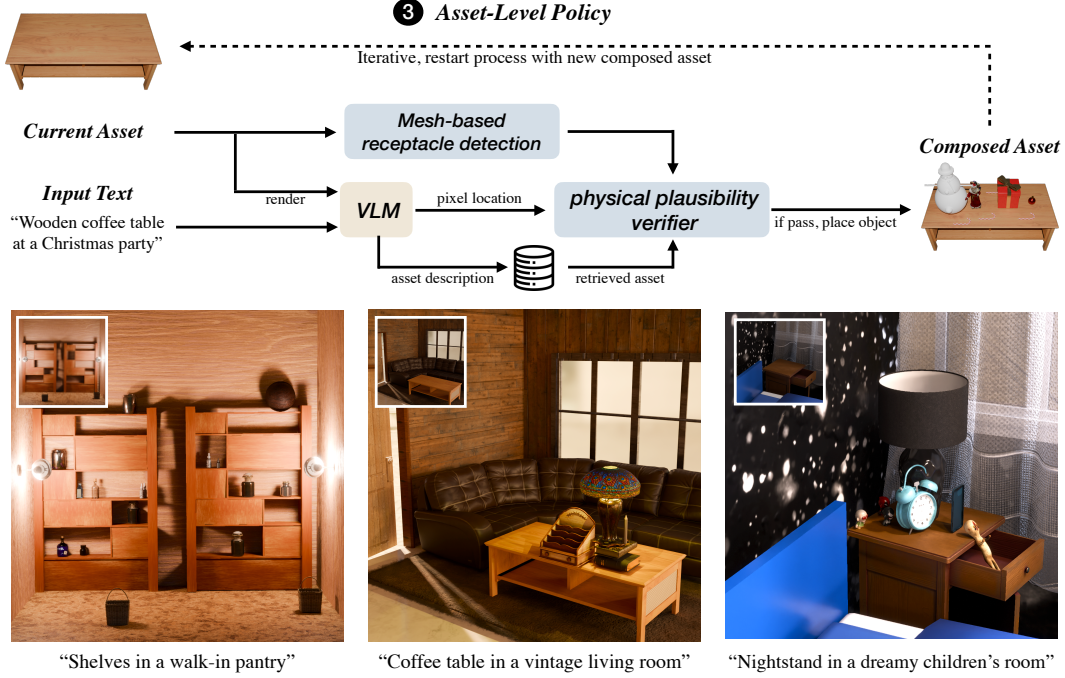 3 Asset-Level Policy
Iterative, restart process with new composed asset
Current Asset
Mesh-based
receptacle detection
Composed Asset
Input Text
“Wooden coffee table
at a Christmas party”
render
VLM
pixel location
physical plausibility
verifier
if pass, place object
asset description
retrieved asset
“Shelves in a walk-in pantry”
“Coffee table in a vintage living room”
“Nightstand in a dreamy children’s room”